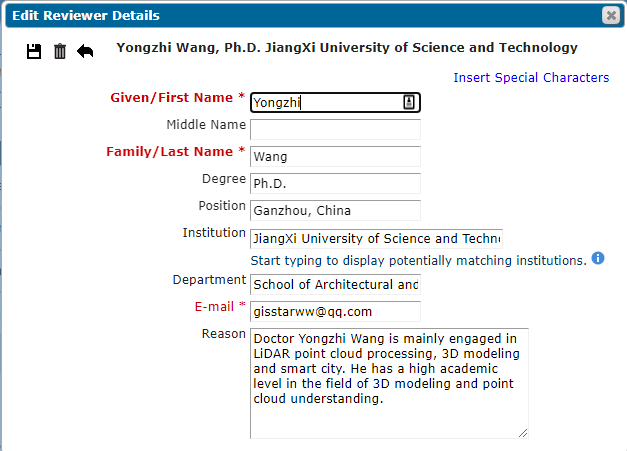 Edit Reviewer Details
Yongzhi Wang, Ph.D. JiangXi University of Science and Technology
Insert Special Characters
Given/First Name * Yongzhi
Middle Name
Family/Last Name * Wang
Degree Ph.D.
Position Ganzhou, China
Institution JiangXi University of Science and Techn
Start typing to display potentially matching institutions.
Department School of Architectural and
E-mail * gisstarww@qq.com
Reason Doctor Yongzhi Wang is mainly engaged in
LiDAR point cloud processing, 3D modeling
and smart city. He has a high academic
level in the field of 3D modeling and point
cloud understanding.